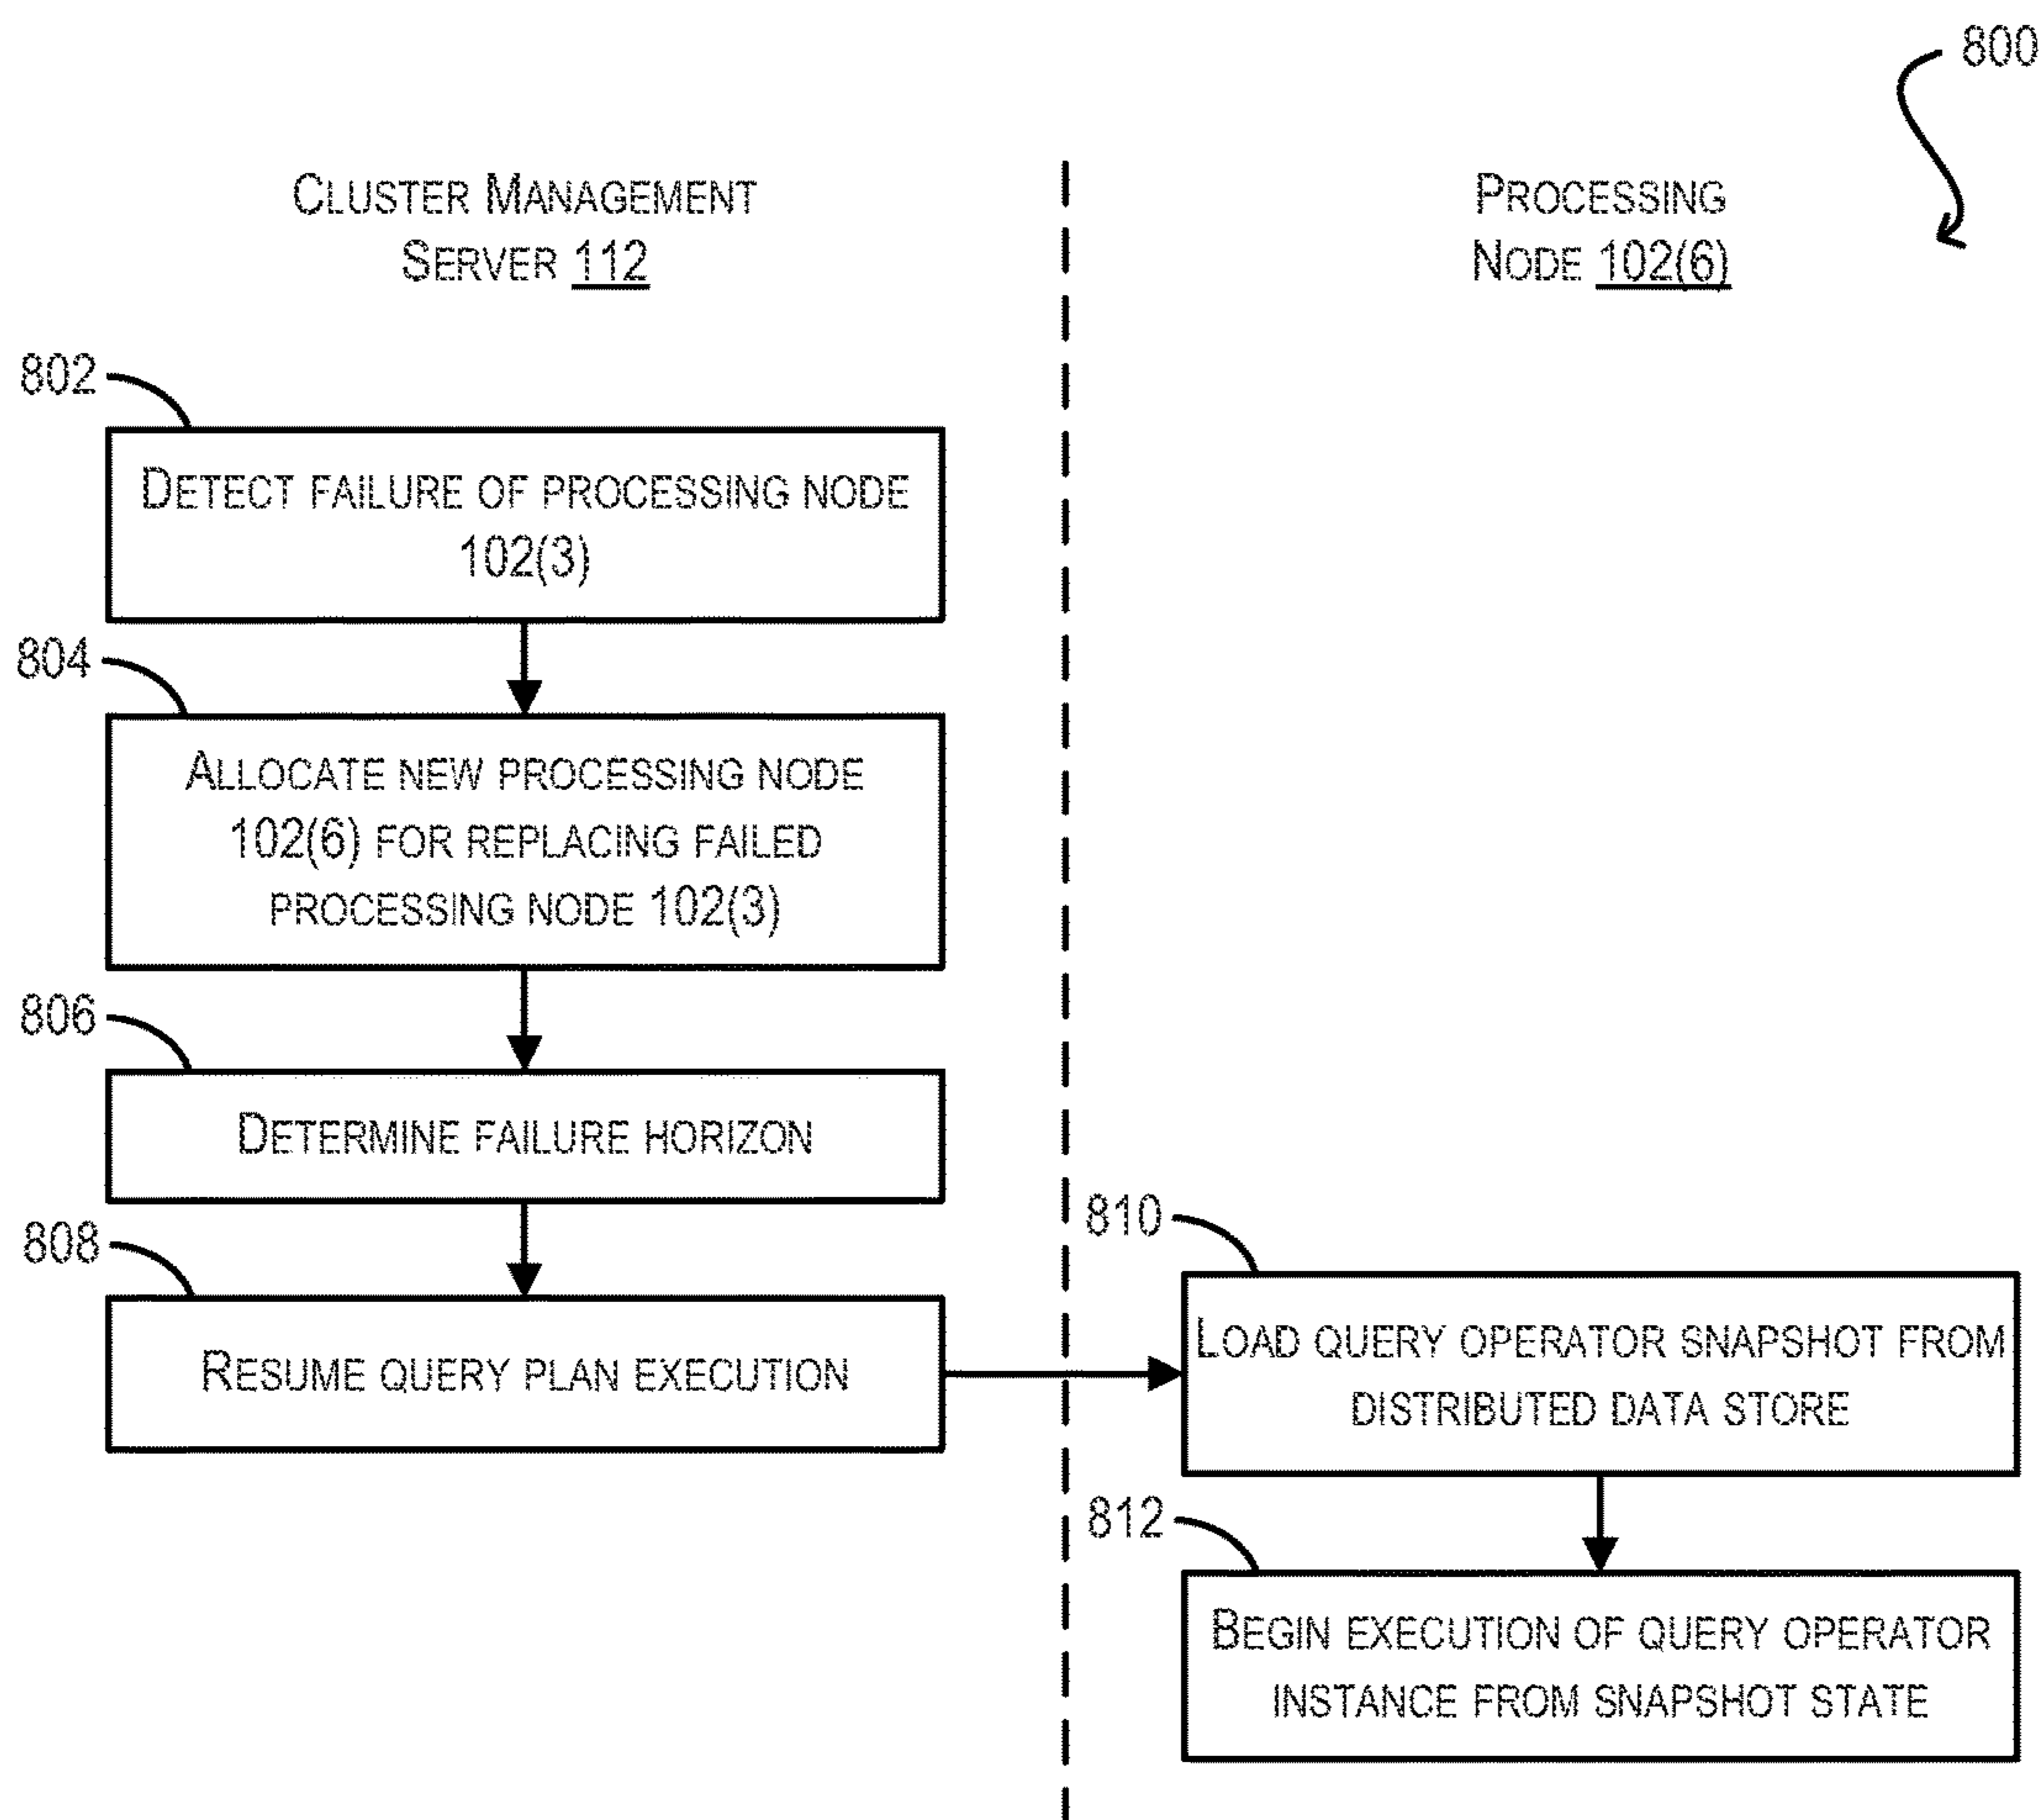 800
CLUSTER MANAGEMENT
SERVER 112
PROCESSING
NODE 102(6)
802
DETECT FAILURE OF PROCESSING NODE
102(3)
804
ALLOCATE NEW PROCESSING NODE
102(6) FOR REPLACING FAILED
PROCESSING NODE 102(3)
806
DETERMINE FAILURE HORIZON
808
RESUME QUERY PLAN EXECUTION
810
LOAD QUERY OPERATOR SNAPSHOT FROM
DISTRIBUTED DATA STORE
812
BEGIN EXECUTION OF QUERY OPERATOR
INSTANCE FROM SNAPSHOT STATE